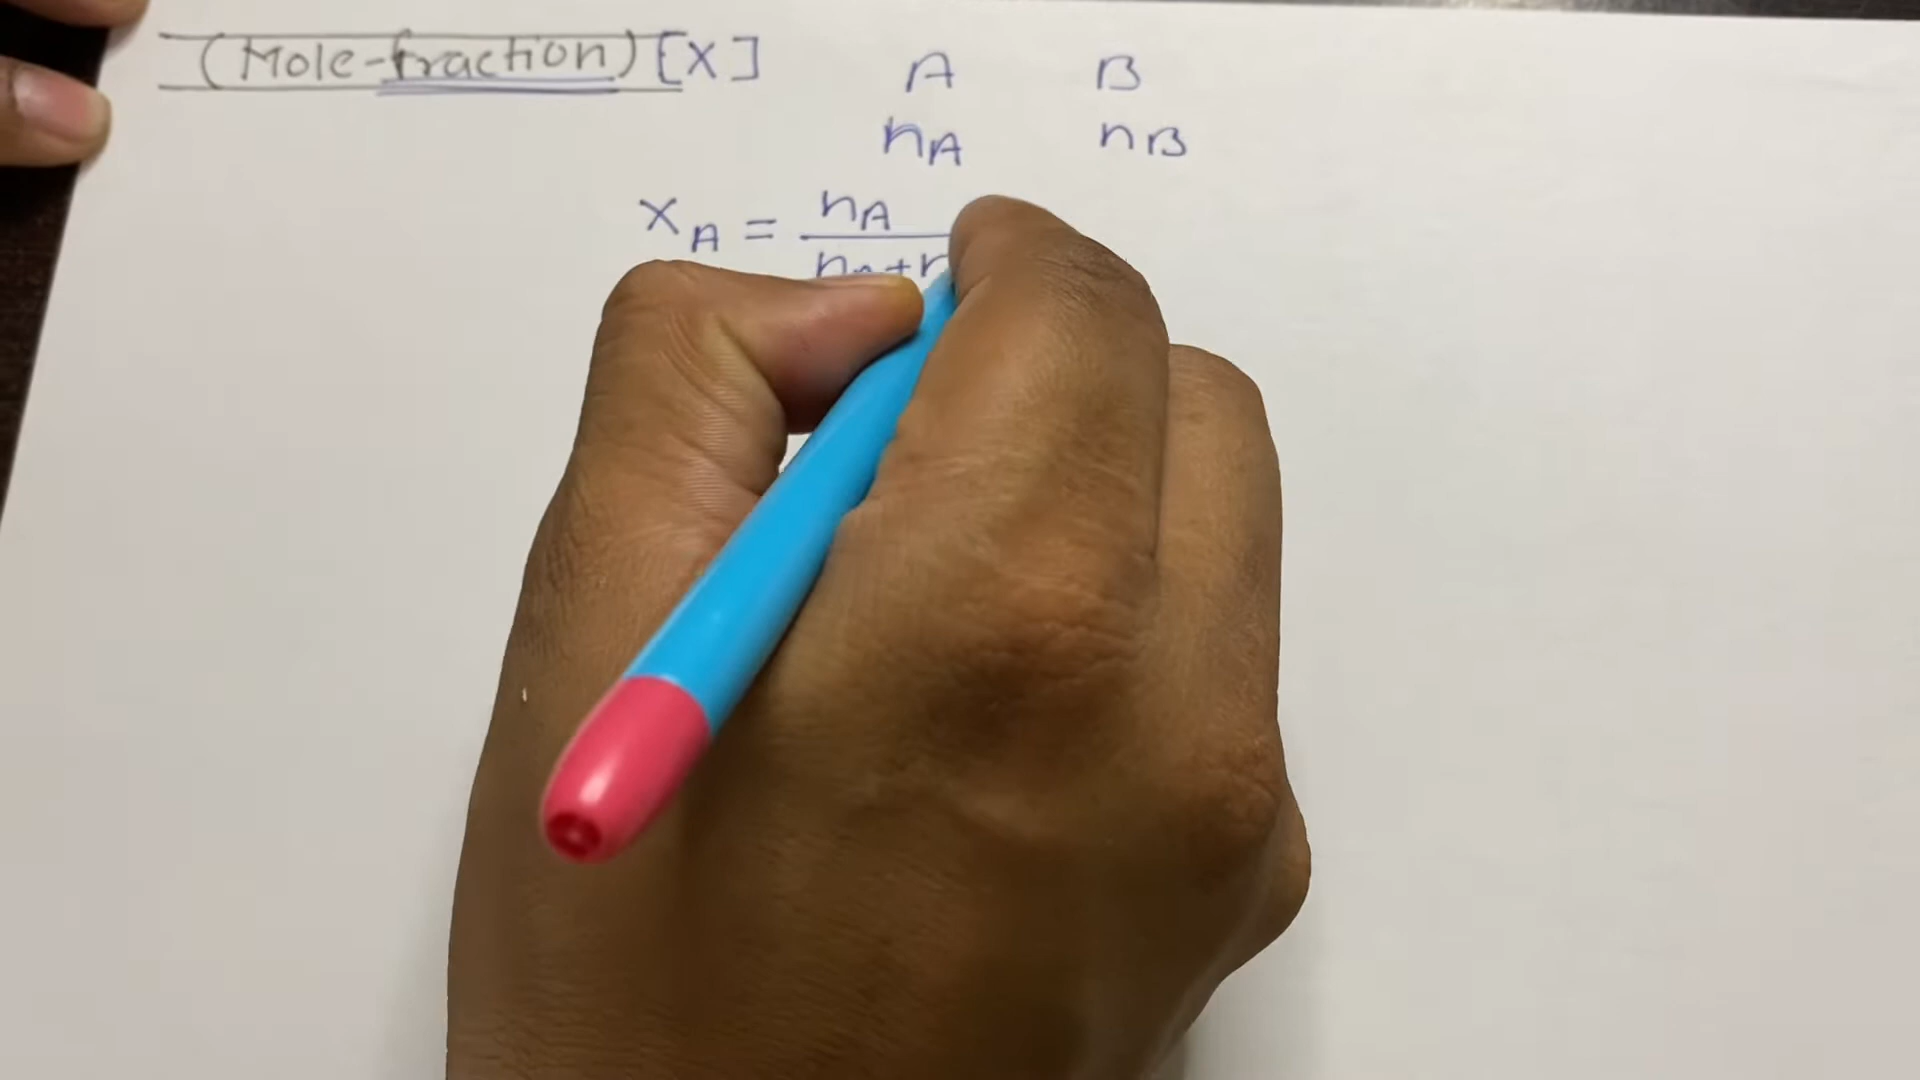 (Mole-fraction) [X]
A B
nA nB
XA = nA